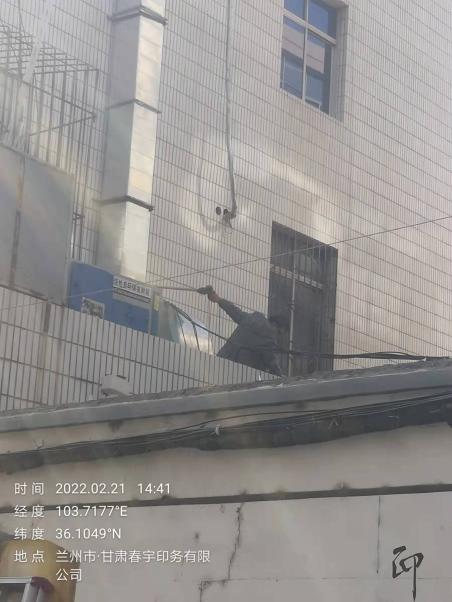 时间 2022.02.21 14:41
经度 103.7177°E
纬度 36.1049°N
地点 兰州市·甘肃春宇印务有限
公司
印